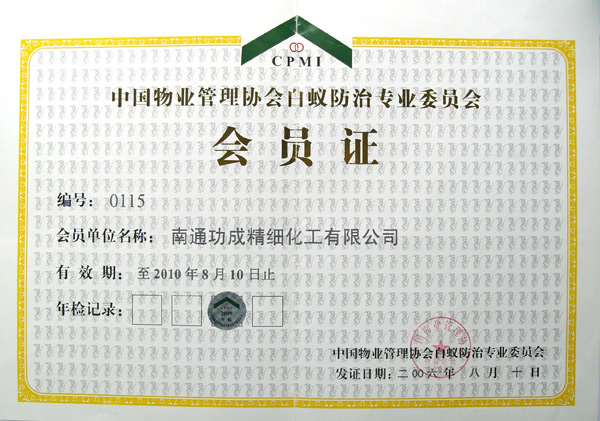 CPMI
中国物业管理协会白蚁防治专业委员会
会员证
编号: 0115
会员单位名称: 南通功成精细化工有限公司
有效期: 至2010年8月10日止
年检记录:
2009
中国物业管理协会白蚁防治专业委员会
发证日期: 二00六年 八月 十日